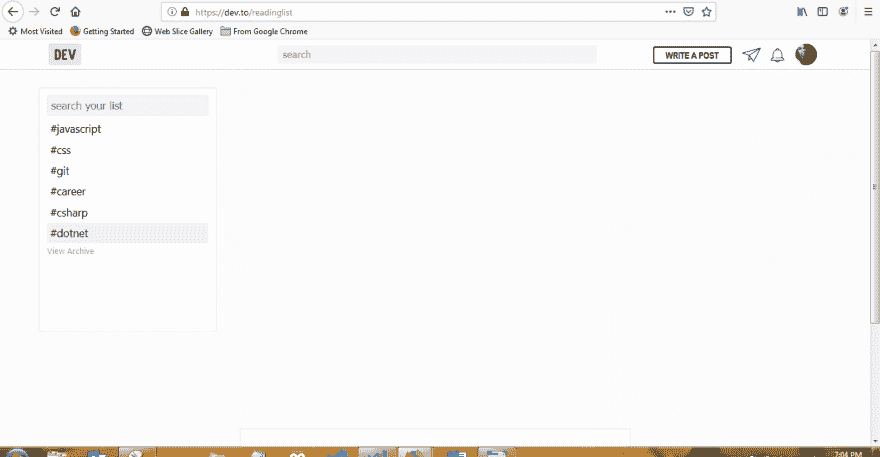 https://dev.to/readinglist
Most Visited Getting Started Web Slice Gallery From Google Chrome
DEV search WRITE A POST
search your list
#javascript
#css
#git
#career
#csharp
#dotnet
View Archive
7:04 PM